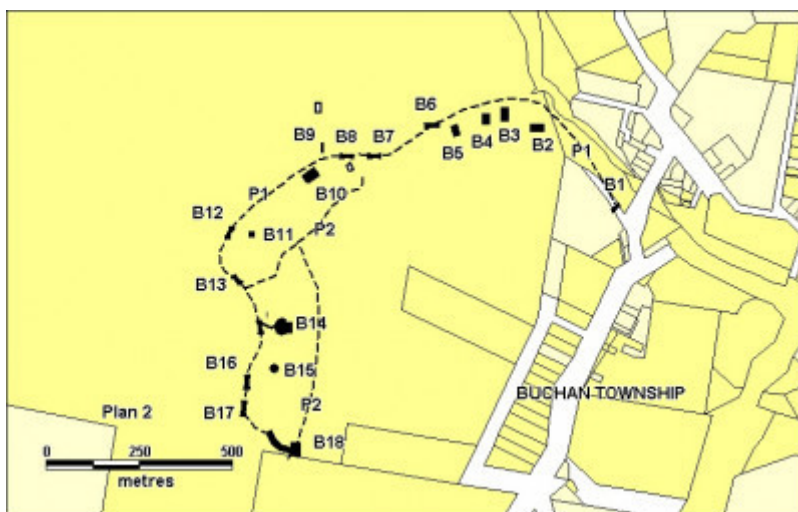 B6
B9
B8
B7
B5
B4
B3
B2
P1
B1
P1
B10
B12
B11
P2
B13
B14
B16
B15
B17
P2
Plan 2
B18
BUCHAN TOWNSHIP
0 250 500
metres